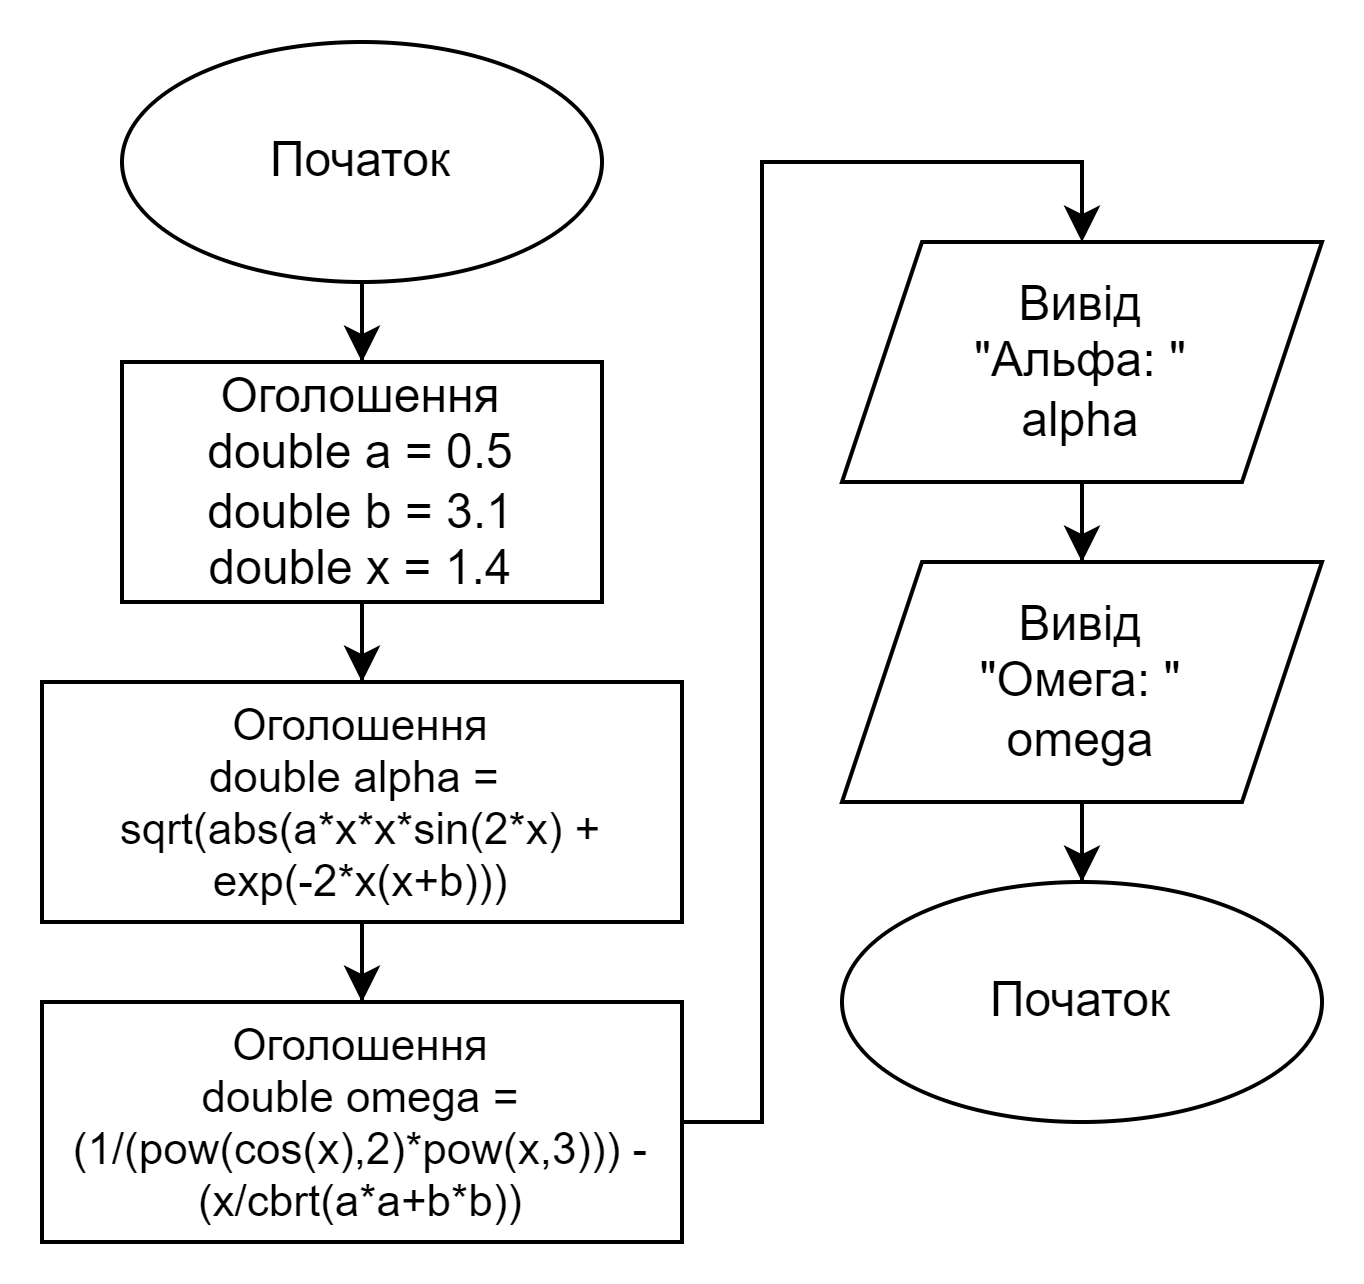 Початок
Оголошення
double a = 0.5
double b = 3.1
double x = 1.4
Оголошення
double alpha =
sqrt(abs(a*x*x*sin(2*x) +
exp(-2*x(x+b)))
Оголошення
double omega =
(1/(pow(cos(x),2)*pow(x,3))) -
(x/cbrt(a*a+b*b))
Вивід
"Альфа: "
alpha
Вивід
"Омега: "
omega
Початок